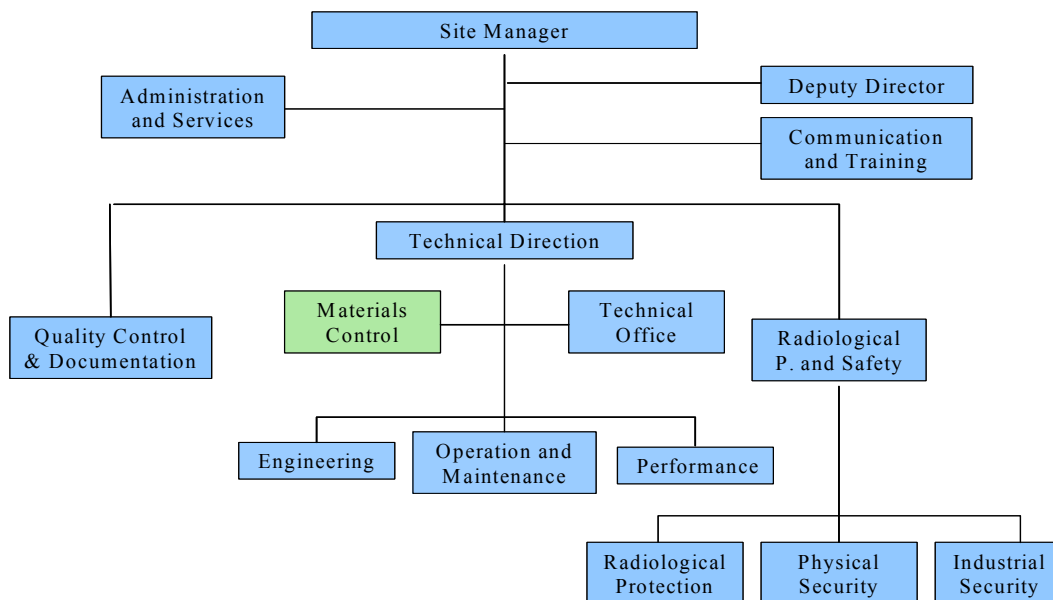 Site Manager
Administration
and Services
Deputy Director
Communication
and Training
Technical Direction
Materials
Control
Technical
Office
Quality Control
& Documentation
Radiological
P. and Safety
Engineering
Operation and
Maintenance
Performance
Radiological
Protection
Physical
Security
Industrial
Security